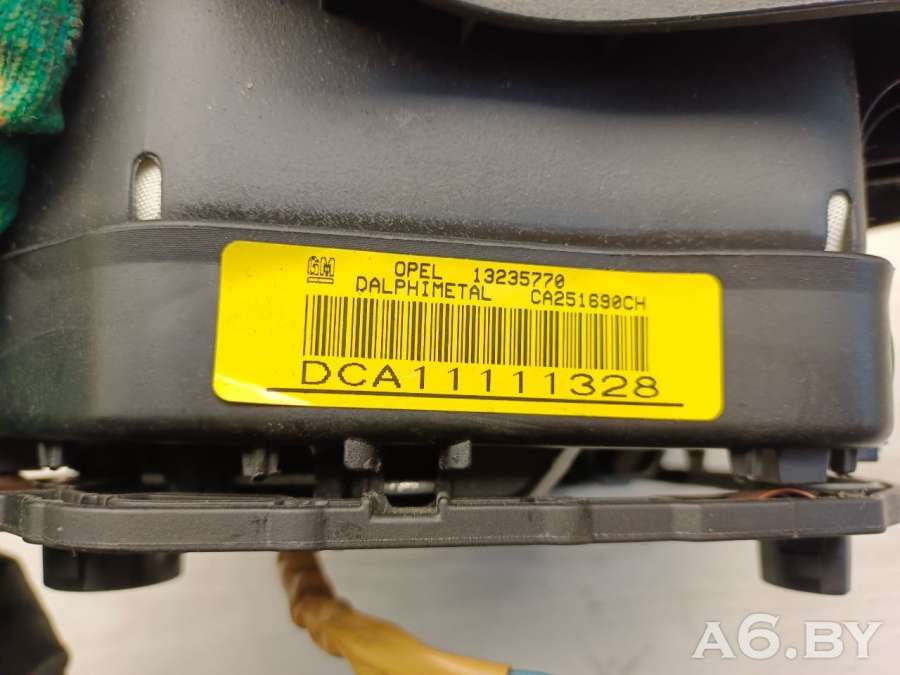 GM OPEL 13235770
DALPHIMETAL CA251690CH
DCA11111328
A6.BY